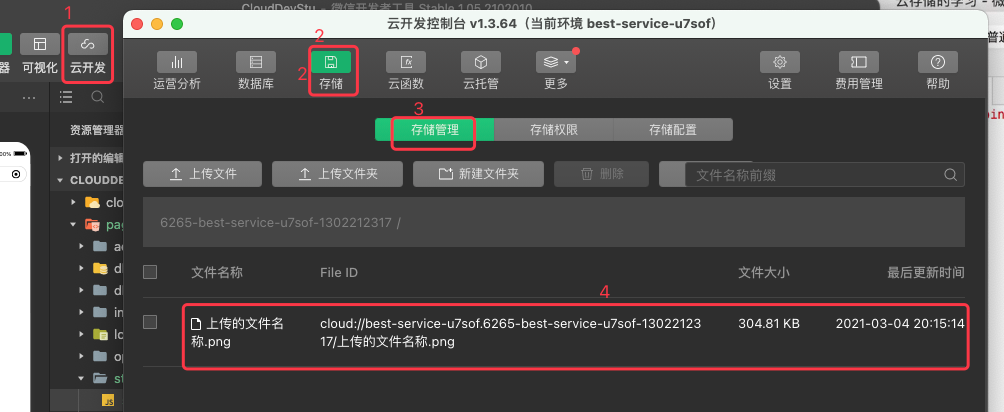 CloudDevStu - 微信开发者工具 Stable 1.05.2102010
云存储的学习 - 微
云开发控制台 v1.3.64（当前环境 best-service-u7sof）
1
2
器
可视化
云开发
运营分析
数据库
2
存储
云函数
云托管
更多
设置
费用管理
帮助
普通
3
资源管理器
存储管理
存储权限
存储配置
打开的编辑
CLOUDDE
上传文件
上传文件夹
新建文件夹
删除
文件名称前缀
clo
pag
6265-best-service-u7sof-1302212317 /
文件名称
File ID
文件大小
最后更新时间
4
上传的文件名
称.png
cloud://best-service-u7sof.6265-best-service-u7sof-13022123
17/上传的文件名称.png
304.81 KB
2021-03-04 20:15:14
in
op
st
JS